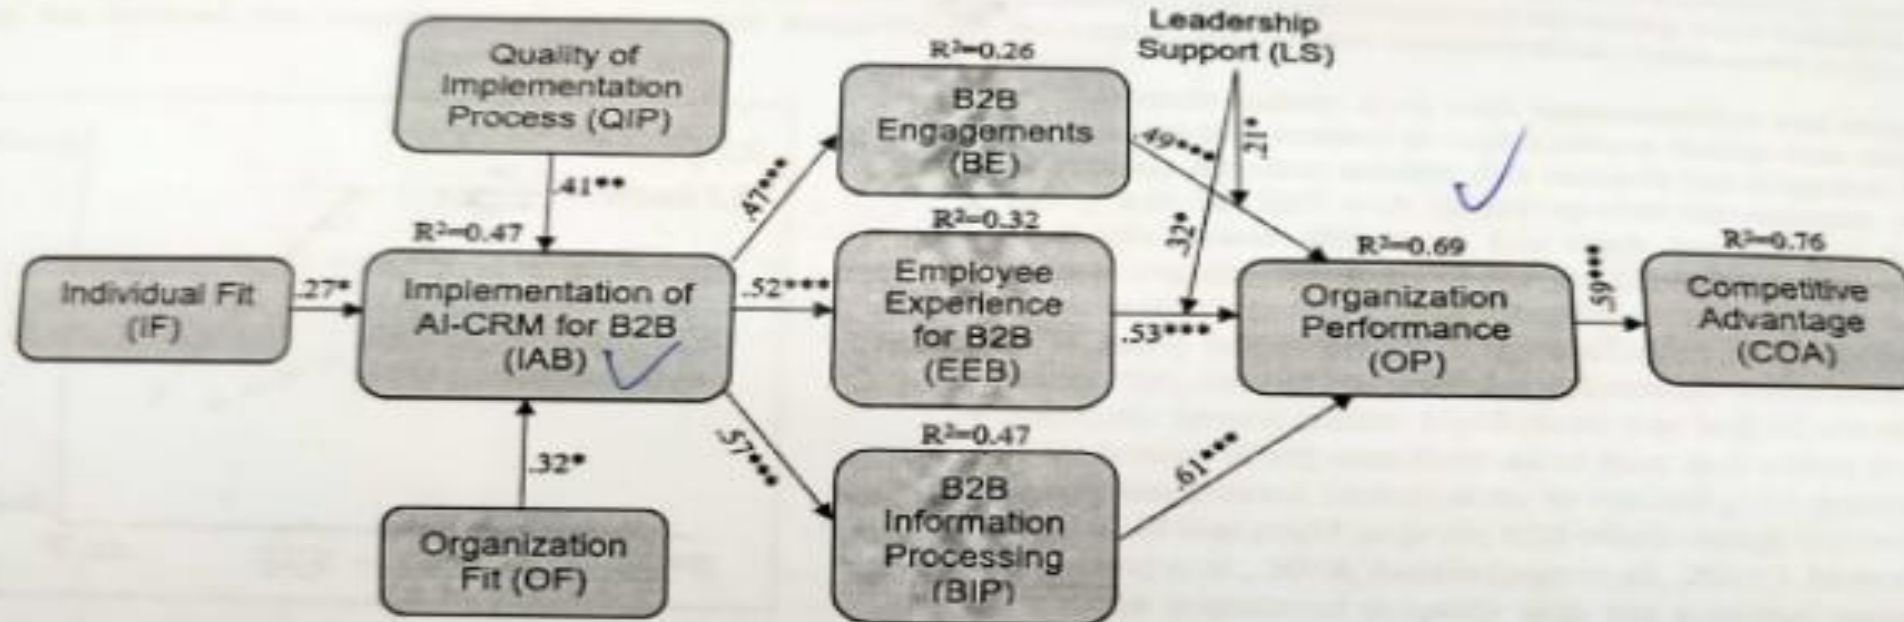 Leadership
Support (LS)
Quality of
Implementation
Process (QIP)
R²=0.26
B2B
Engagements
(BE)
.41**
.47***
.49***
.21*
R²=0.47
R²=0.32
.32*
R²=0.69
R²=0.76
Individual Fit
(IF)
.27*
Implementation of
AI-CRM for B2B
(IAB)
.52***
Employee
Experience
for B2B
(EEB)
.53***
Organization
Performance
(OP)
.59***
Competitive
Advantage
(COA)
.32*
.57***
R²=0.47
.61***
Organization
Fit (OF)
B2B
Information
Processing
(BIP)